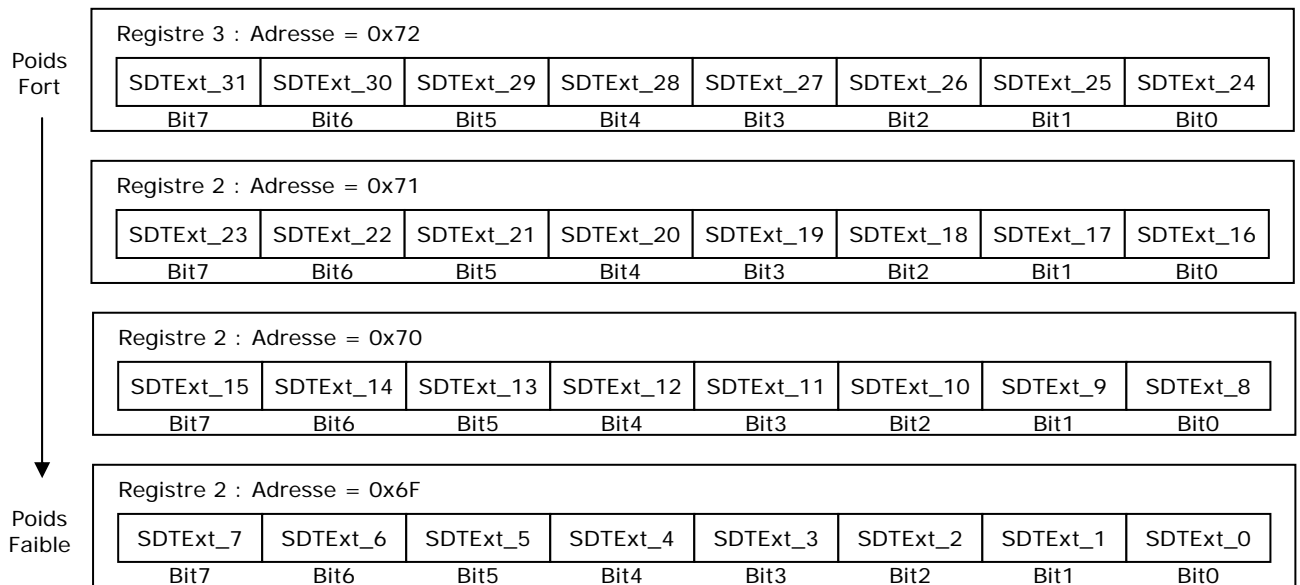 Poids
Fort
Registre 3 : Adresse = 0x72
SDTExt_31 SDTExt_30 SDTExt_29 SDTExt_28 SDTExt_27 SDTExt_26 SDTExt_25 SDTExt_24
Bit7 Bit6 Bit5 Bit4 Bit3 Bit2 Bit1 Bit0
Registre 2 : Adresse = 0x71
SDTExt_23 SDTExt_22 SDTExt_21 SDTExt_20 SDTExt_19 SDTExt_18 SDTExt_17 SDTExt_16
Bit7 Bit6 Bit5 Bit4 Bit3 Bit2 Bit1 Bit0
Registre 2 : Adresse = 0x70
SDTExt_15 SDTExt_14 SDTExt_13 SDTExt_12 SDTExt_11 SDTExt_10 SDTExt_9 SDTExt_8
Bit7 Bit6 Bit5 Bit4 Bit3 Bit2 Bit1 Bit0
Poids
Faible
Registre 2 : Adresse = 0x6F
SDTExt_7 SDTExt_6 SDTExt_5 SDTExt_4 SDTExt_3 SDTExt_2 SDTExt_1 SDTExt_0
Bit7 Bit6 Bit5 Bit4 Bit3 Bit2 Bit1 Bit0